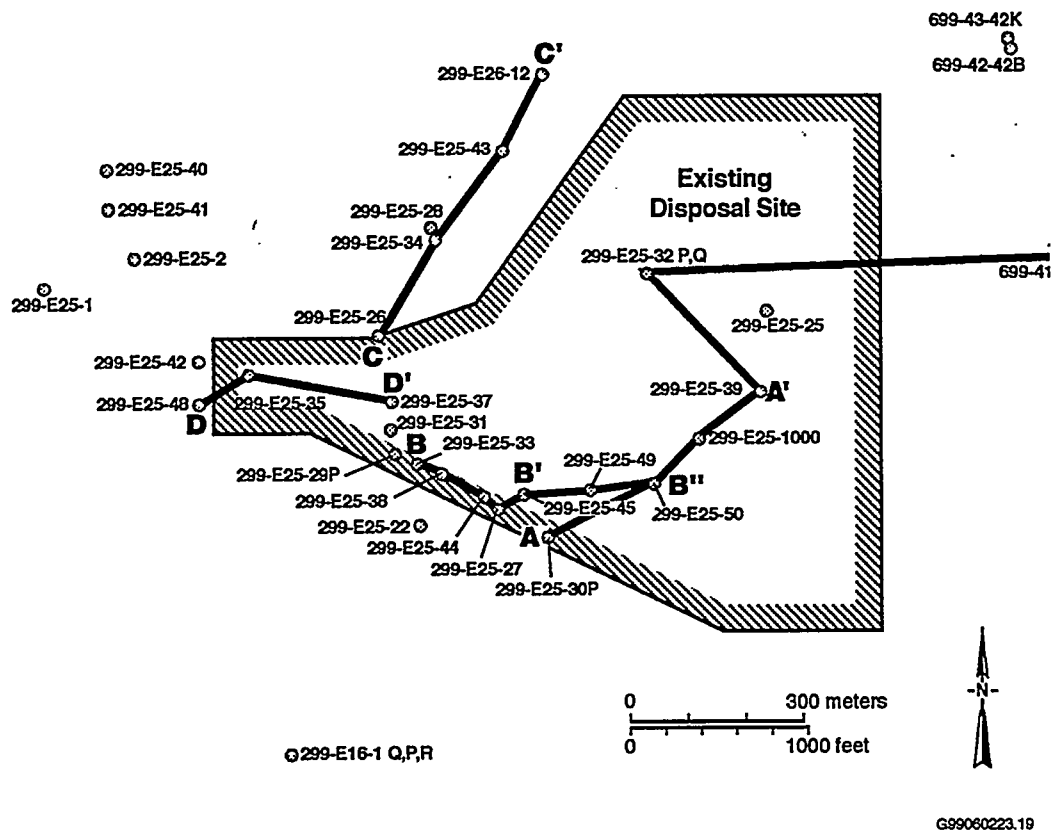 699-43-42K
699-42-42B
C'
299-E26-12
299-E25-43
299-E25-40
299-E25-41
299-E25-28
299-E25-34
Existing
Disposal Site
299-E25-2
299-E25-32 P,Q
699-41
299-E25-1
299-E25-26
299-E25-25
C
299-E25-42
D'
299-E25-39
A'
299-E25-48
D
299-E25-35
299-E25-37
299-E25-31
B
299-E25-33
299-E25-1000
299-E25-29P
B'
299-E25-49
B"
299-E25-38
299-E25-45
299-E25-50
299-E25-22
A
299-E25-44
299-E25-27
299-E25-30P
0 300 meters
0 1000 feet
N
299-E16-1 Q,P,R
G99060223.19